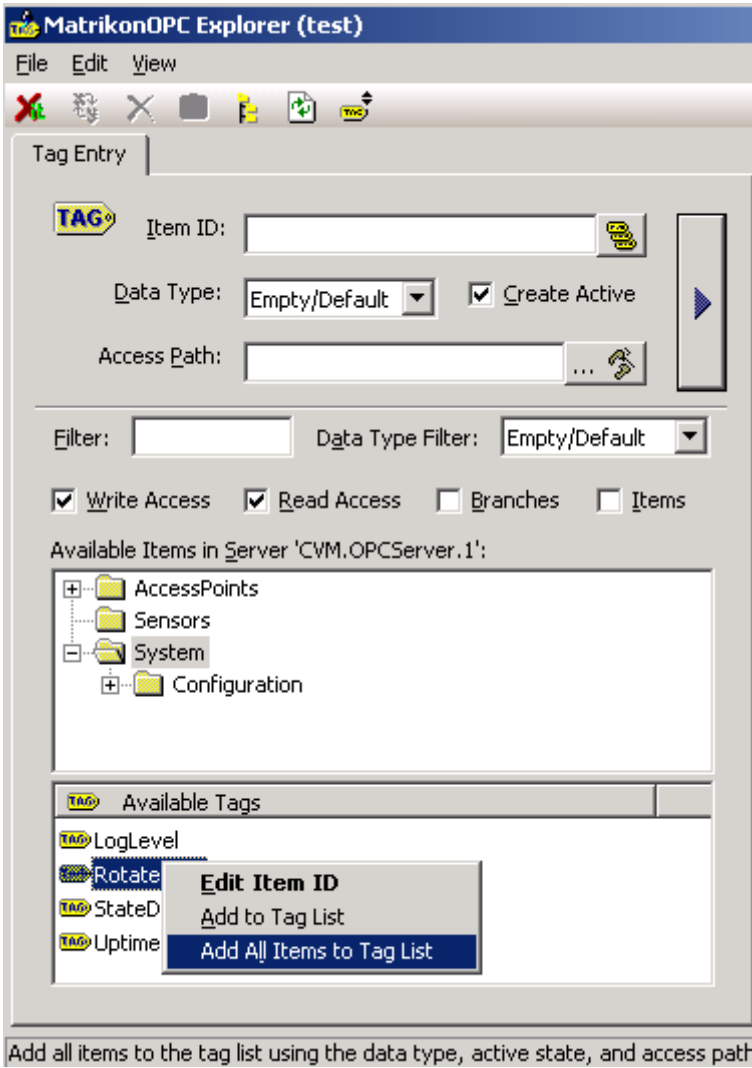 MatrikonOPC Explorer (test)
File Edit View
Tag Entry
TAG Item ID:
Data Type: Empty/Default Create Active
Access Path: ...
Filter: Data Type Filter: Empty/Default
Write Access Read Access Branches Items
Available Items in Server 'CVM.OPCServer.1':
AccessPoints
Sensors
System
Configuration
TAG Available Tags
TAG LogLevel
Rotate
TAG StateD
TAG Uptime
Edit Item ID
Add to Tag List
Add All Items to Tag List
Add all items to the tag list using the data type, active state, and access path